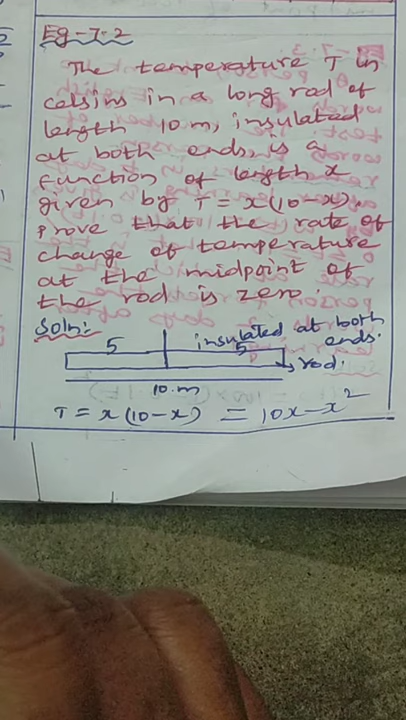 Eg-7.2
The temperature T in
celsius in a long rod of
length 10 m, insulated
at both ends, is a
function of length x
given by T = x(10-x).
prove that the rate of
change of temperature
at the midpoint of
the rod is zero.
Soln:
insulated at both
ends.
5 5
rod.
10 m
T = x(10-x) = 10x-x²